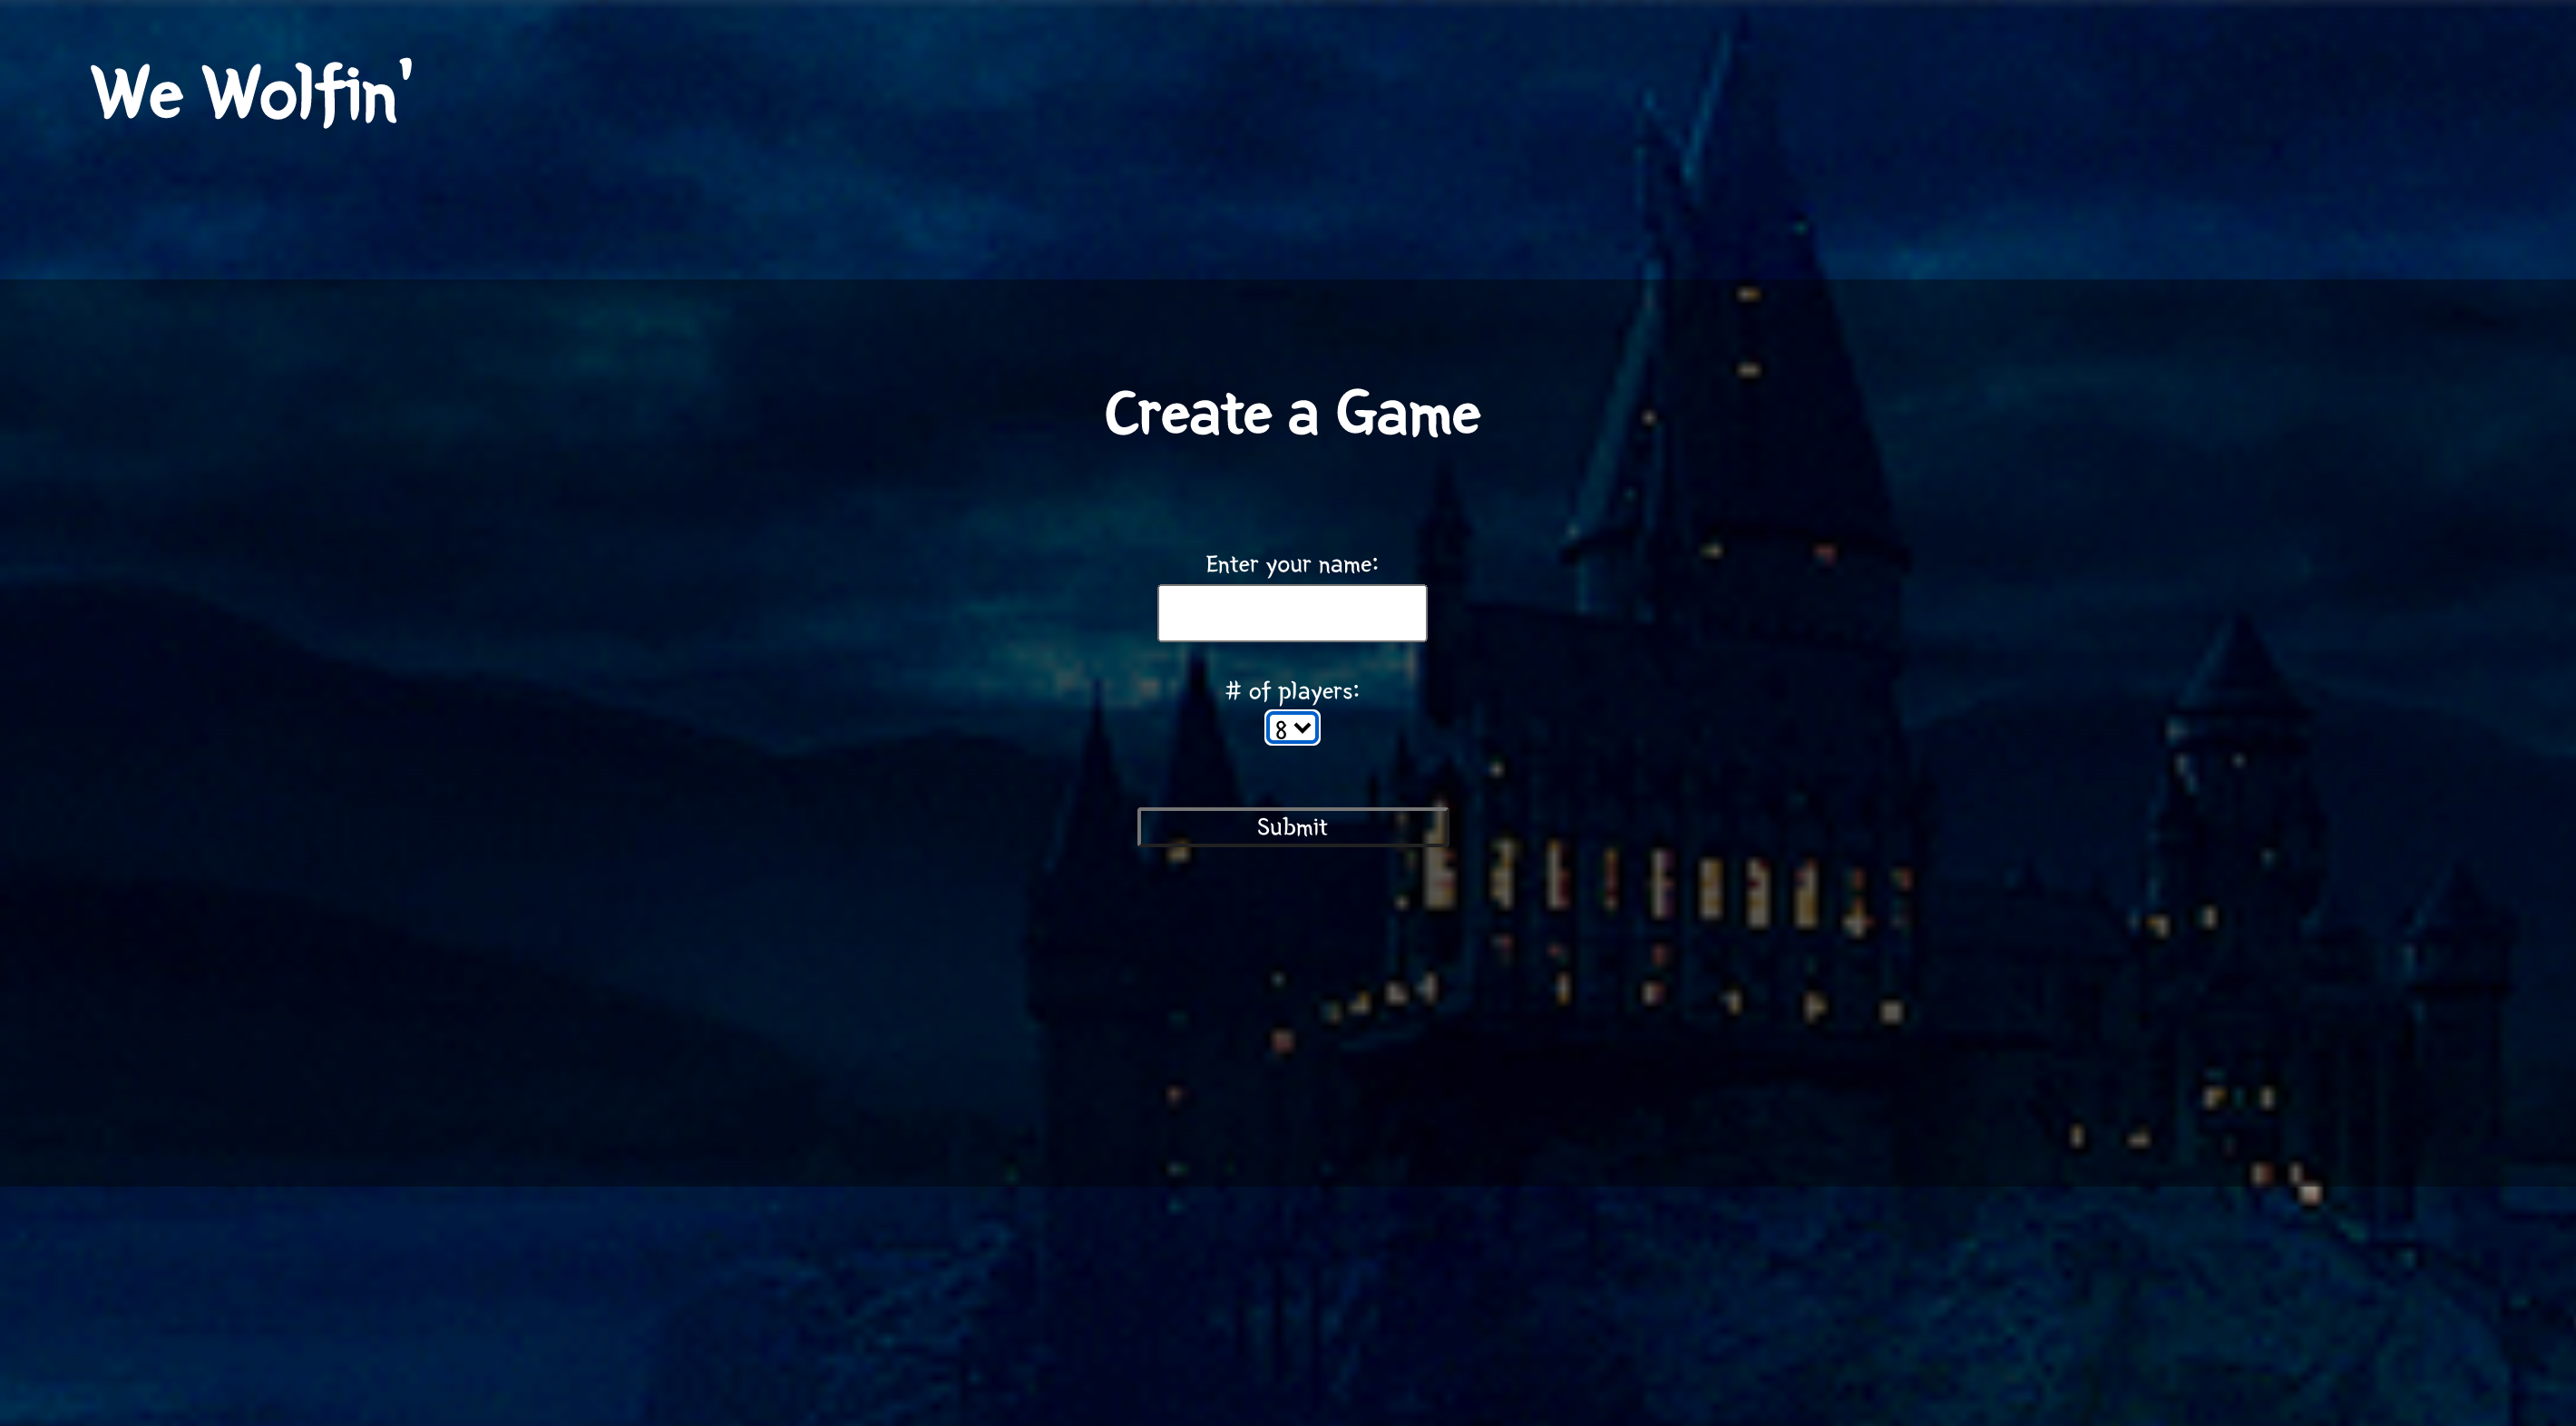 We Wolfin'
Create a Game
Enter your name:
# of players:
8
Submit